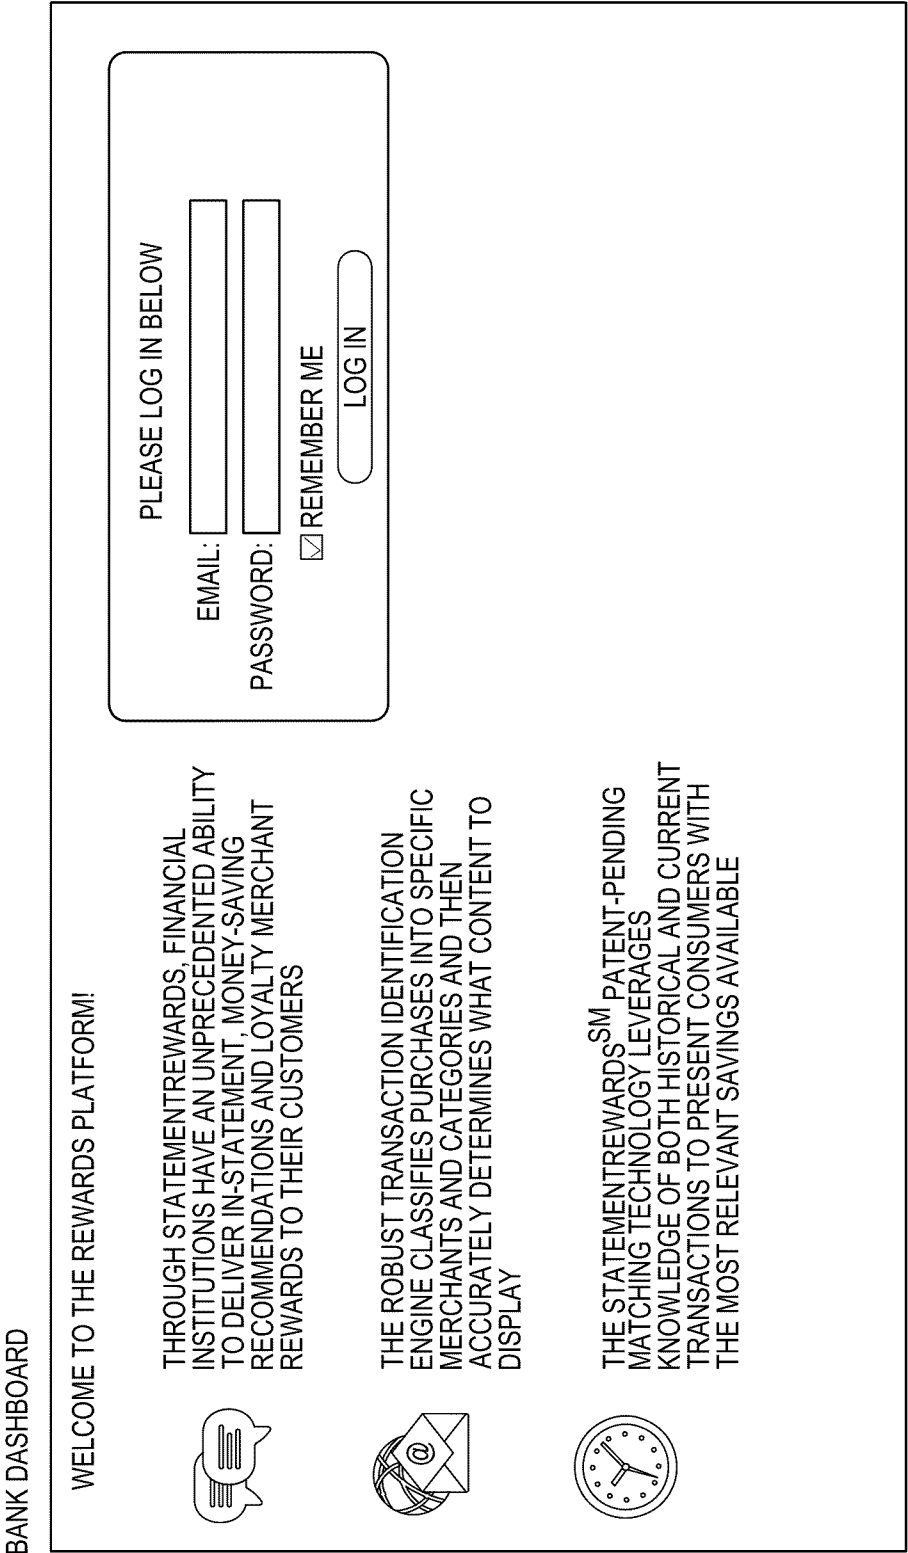 BANK DASHBOARD
WELCOME TO THE REWARDS PLATFORM!
THROUGH STATEMENTREWARDS, FINANCIAL
INSTITUTIONS HAVE AN UNPRECEDENTED ABILITY
TO DELIVER IN-STATEMENT, MONEY-SAVING
RECOMMENDATIONS AND LOYALTY MERCHANT
REWARDS TO THEIR CUSTOMERS
@
THE ROBUST TRANSACTION IDENTIFICATION
ENGINE CLASSIFIES PURCHASES INTO SPECIFIC
MERCHANTS AND CATEGORIES AND THEN
ACCURATELY DETERMINES WHAT CONTENT TO
DISPLAY
THE STATEMENTREWARDS SM PATENT-PENDING
MATCHING TECHNOLOGY LEVERAGES
KNOWLEDGE OF BOTH HISTORICAL AND CURRENT
TRANSACTIONS TO PRESENT CONSUMERS WITH
THE MOST RELEVANT SAVINGS AVAILABLE
PLEASE LOG IN BELOW
EMAIL:
PASSWORD:
REMEMBER ME
LOG IN